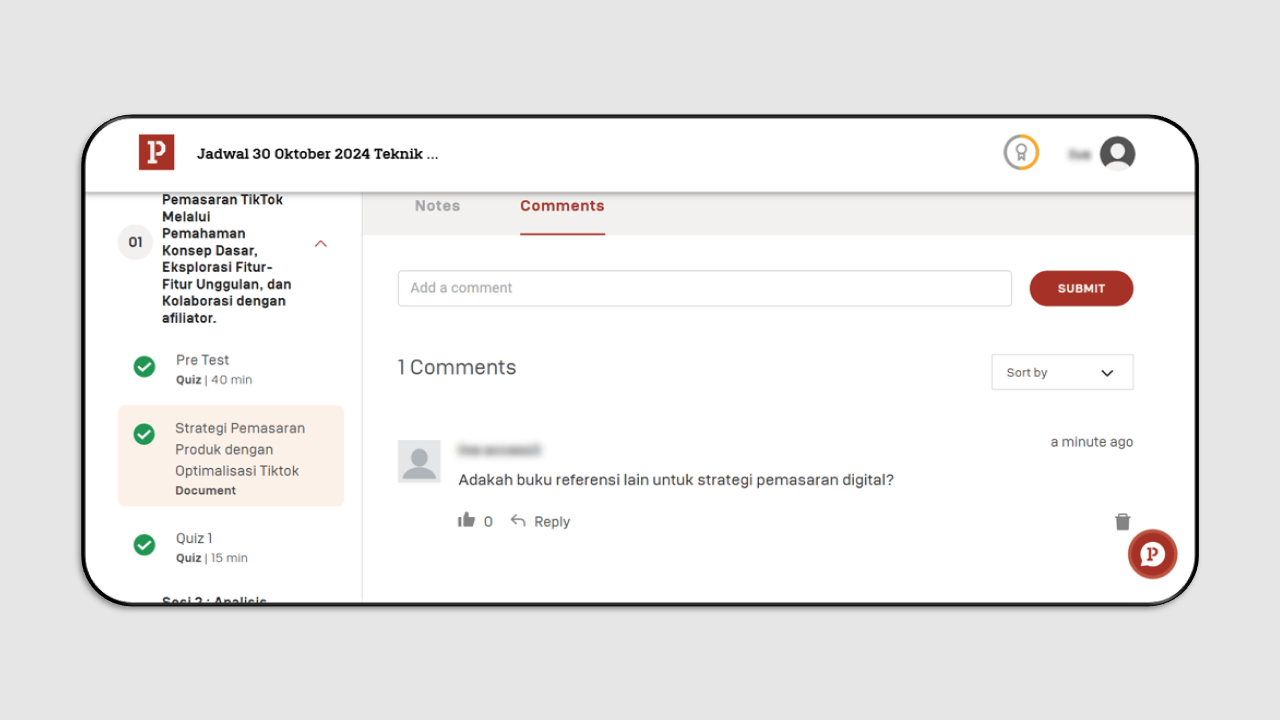 P
Jadwal 30 Oktober 2024 Teknik ...
Pemasaran TikTok
Melalui
Pemahaman
Konsep Dasar,
Eksplorasi Fitur-
Fitur Unggulan, dan
Kolaborasi dengan
afiliator.
01
Pre Test
Quiz | 40 min
Strategi Pemasaran
Produk dengan
Optimalisasi Tiktok
Document
Quiz 1
Quiz | 15 min
Sesi 2 : Analisis
Notes
Comments
Add a comment
SUBMIT
1 Comments
Sort by
a minute ago
Adakah buku referensi lain untuk strategi pemasaran digital?
0
Reply
P